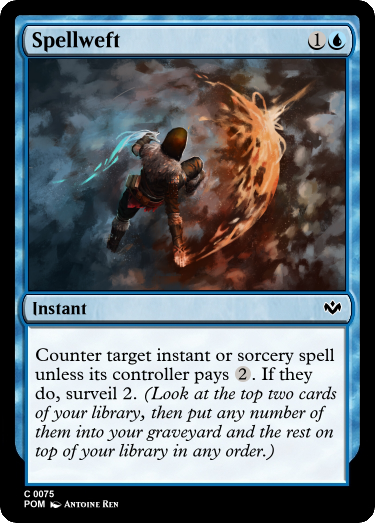 Spellweft 1
Instant
Counter target instant or sorcery spell
unless its controller pays 2. If they
do, surveil 2. (Look at the top two cards
of your library, then put any number of
them into your graveyard and the rest on
top of your library in any order.)
C 0075
POM Antoine Ren